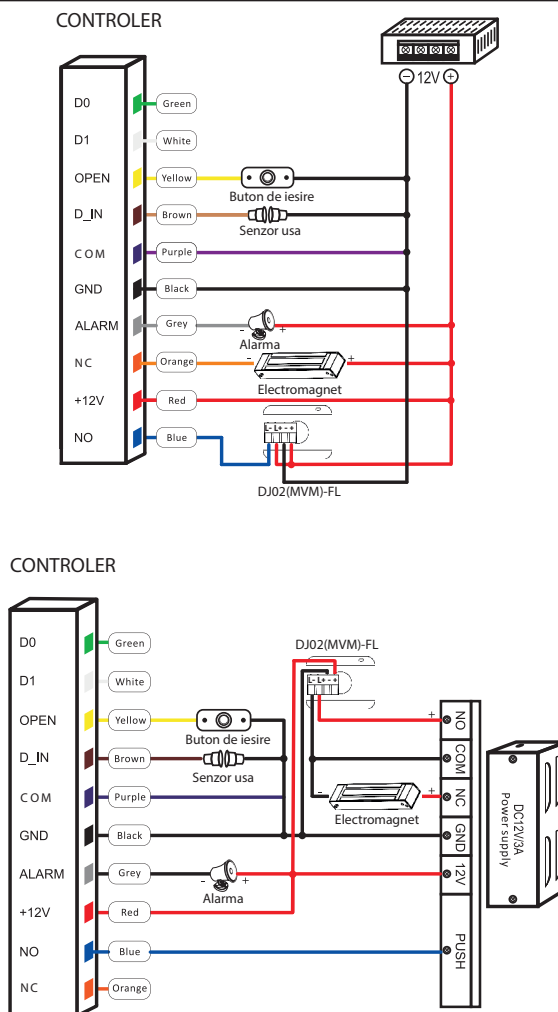 CONTROLER
12V
D0 Green
D1 White
OPEN Yellow
Buton de iesire
D_IN Brown
Senzor usa
COM Purple
GND Black
ALARM Grey
- +
Alarma
NC Orange
- +
Electromagnet
+12V Red
L- L+ - +
NO Blue
DJ02(MVM)-FL
CONTROLER
D0 Green
DJ02(MVM)-FL
D1 White
L- L+ - +
OPEN Yellow
+ NO
Buton de iesire
D_IN Brown
COM
Senzor usa
COM Purple
- + NC
Electromagnet
DC12V/3A
Power supply
GND Black
GND
ALARM Grey
- +
12V
Alarma
+12V Red
NO Blue
PUSH
NC Orange